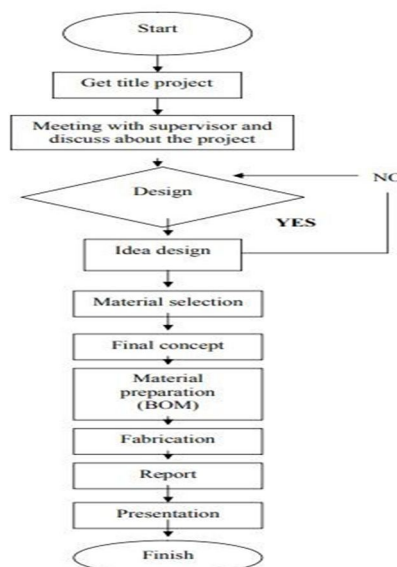 Start
Get title project
Meeting with supervisor and
discuss about the project
Design
NO
YES
Idea design
Material selection
Final concept
Material
preparation
(BOM)
Fabrication
Report
Presentation
Finish